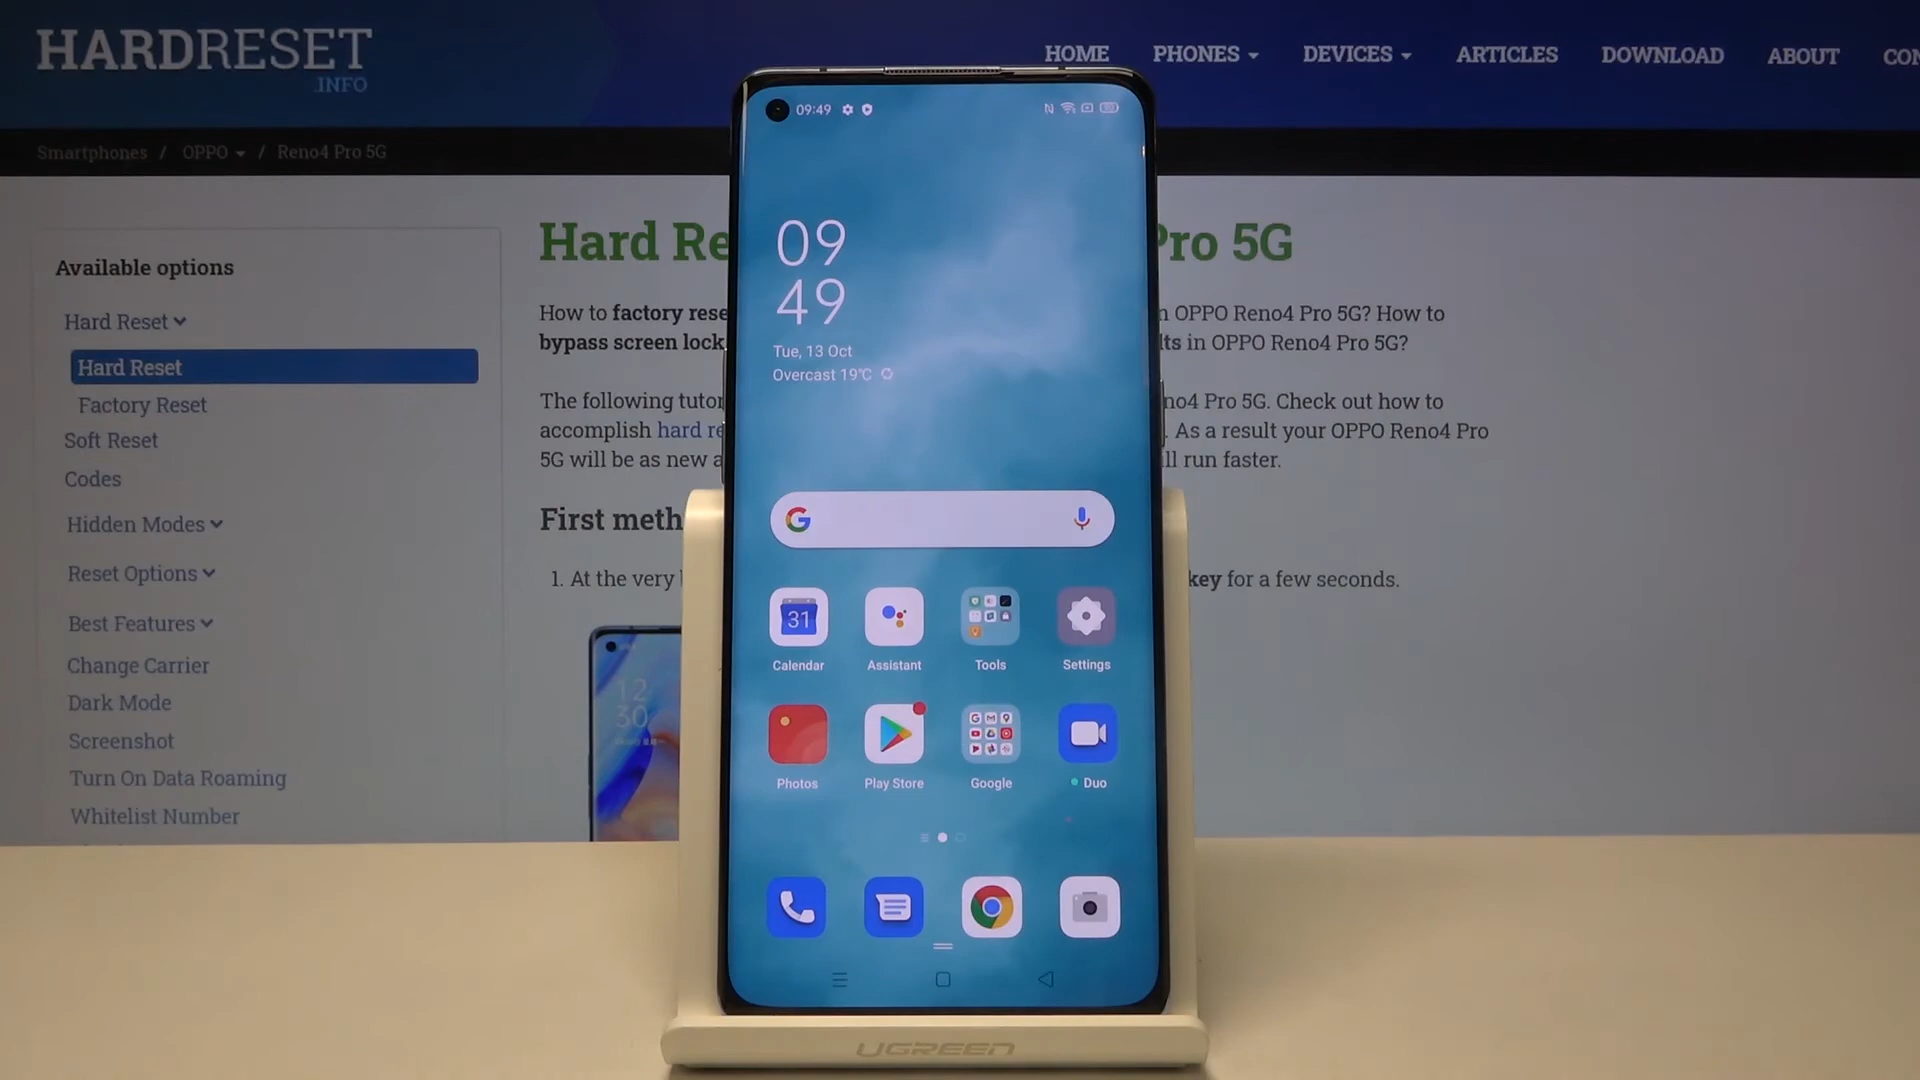 HARDRESET
.INFO
HOME PHONES DEVICES ARTICLES DOWNLOAD ABOUT CON
Smartphones / OPPO / Reno4 Pro 5G
Available options
Hard Reset
Hard Reset
Factory Reset
Soft Reset
Codes
Hidden Modes
Reset Options
Best Features
Change Carrier
Dark Mode
Screenshot
Turn On Data Roaming
Whitelist Number
Hard Re Pro 5G
How to factory rese n OPPO Reno4 Pro 5G? How to
bypass screen lock lts in OPPO Reno4 Pro 5G?
The following tutor no4 Pro 5G. Check out how to
accomplish hard re . As a result your OPPO Reno4 Pro
5G will be as new a ll run faster.
First meth
1. At the very key for a few seconds.
12
30
09:49
09
49
Tue, 13 Oct
Overcast 19°C
31
Calendar Assistant Tools Settings
Photos Play Store Google Duo
UGREEN